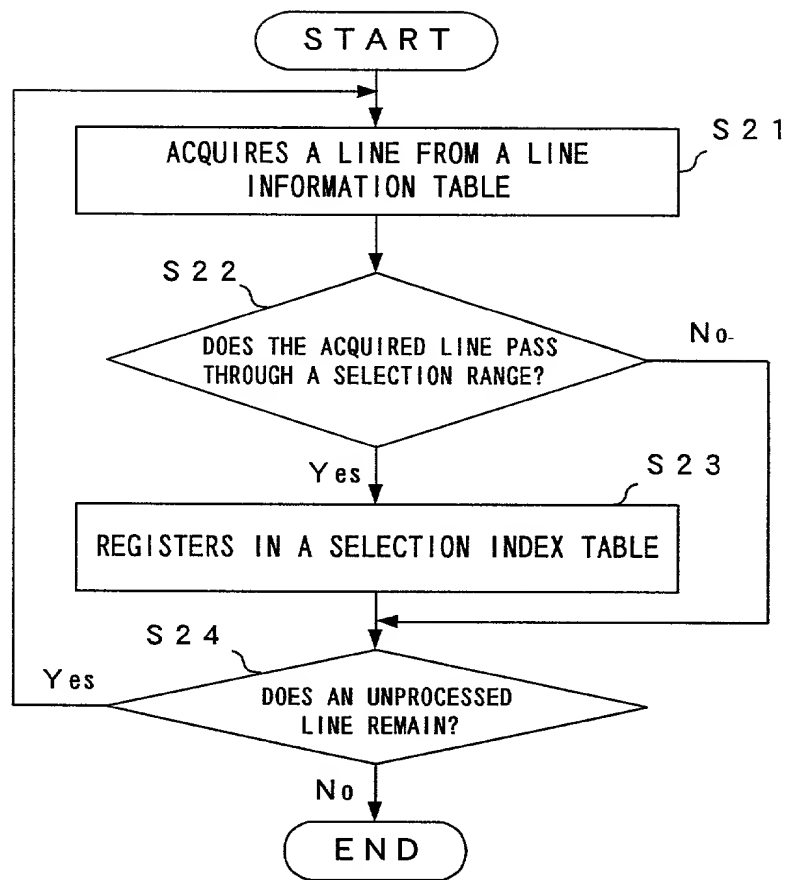 START
S21
ACQUIRES A LINE FROM A LINE
INFORMATION TABLE
S22
DOES THE ACQUIRED LINE PASS
THROUGH A SELECTION RANGE?
No
Yes
S23
REGISTERS IN A SELECTION INDEX TABLE
S24
Yes
DOES AN UNPROCESSED
LINE REMAIN?
No
END